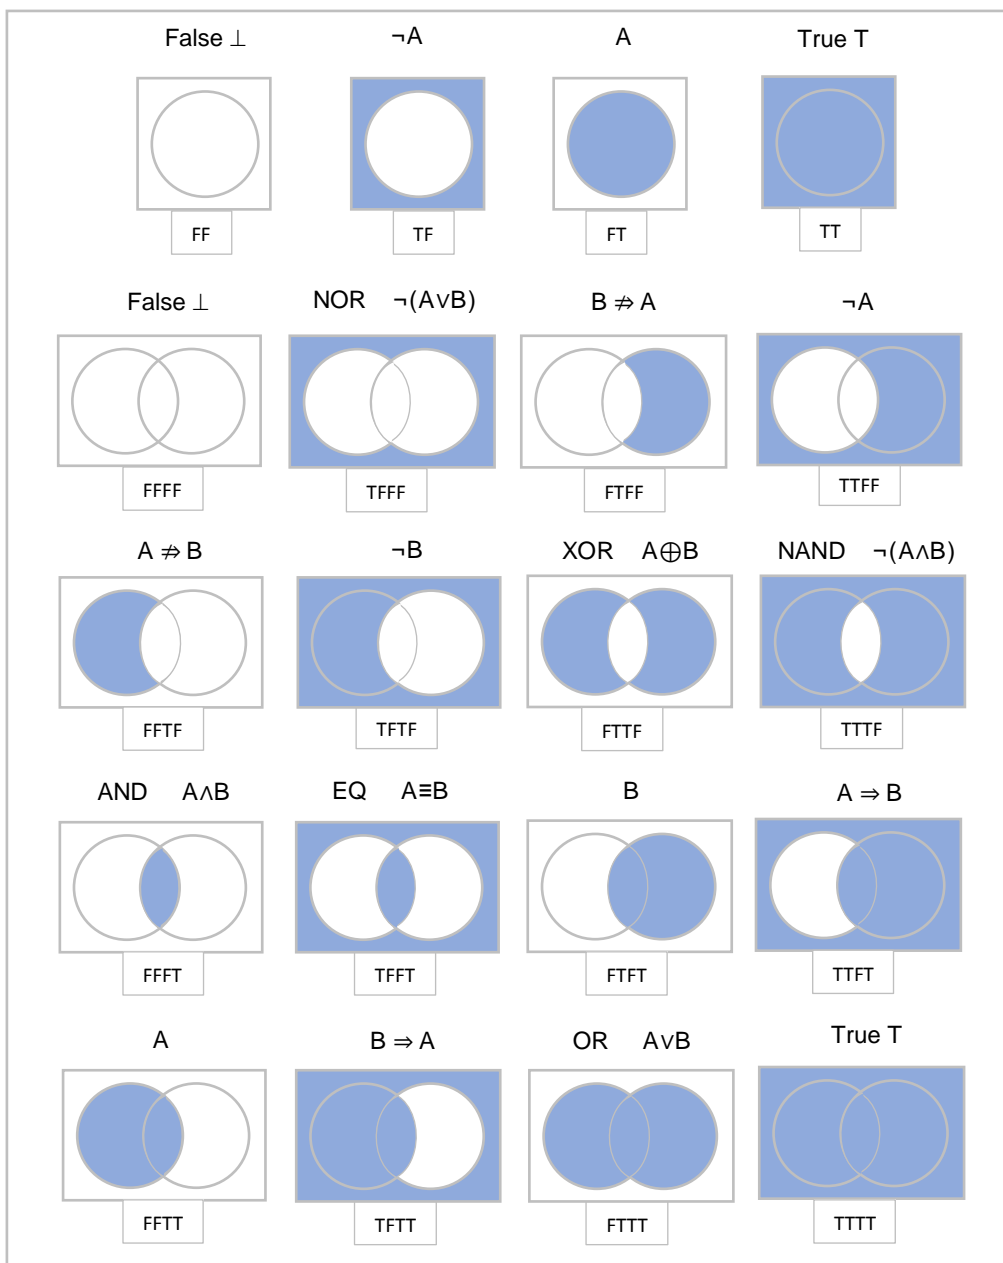 False ⊥ ¬A A True T
FF TF FT TT
False ⊥ NOR ¬(A∨B) B ⇏ A ¬A
FFFF TFFF FTFF TTFF
A ⇏ B ¬B XOR A⨁B NAND ¬(A∧B)
FFTF TFTF FTTF TTTF
AND A∧B EQ A≡B B A ⇒ B
FFFT TFFT FTFT TTFT
A B ⇒ A OR A∨B True T
FFTT TFTT FTTT TTTT